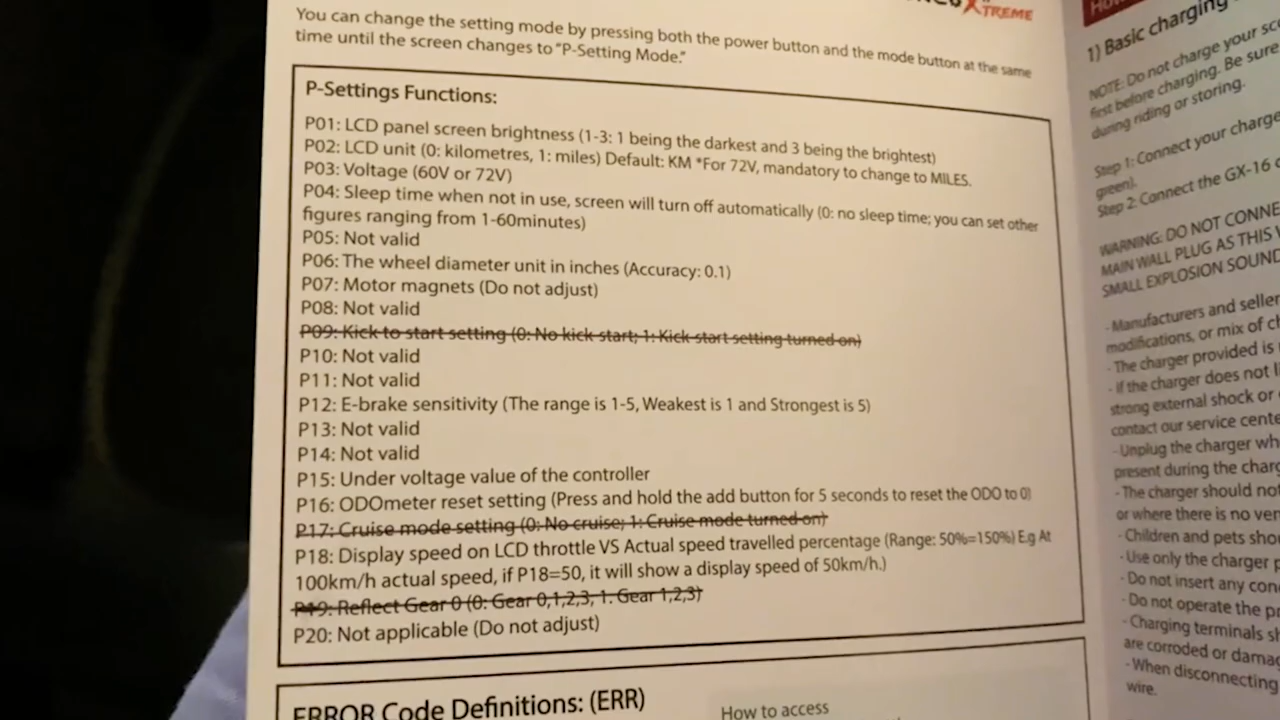 XTREME
You can change the setting mode by pressing both the power button and the mode button at the same
time until the screen changes to "P-Setting Mode."
P-Settings Functions:
P01: LCD panel screen brightness (1-3: 1 being the darkest and 3 being the brightest)
P02: LCD unit (0: kilometres, 1: miles) Default: KM *For 72V, mandatory to change to MILES.
P03: Voltage (60V or 72V)
P04: Sleep time when not in use, screen will turn off automatically (0: no sleep time; you can set other
figures ranging from 1-60minutes)
P05: Not valid
P06: The wheel diameter unit in inches (Accuracy: 0.1)
P07: Motor magnets (Do not adjust)
P08: Not valid
P09: Kick to start setting (0: No kick start; 1: Kick start setting turned on)
P10: Not valid
P11: Not valid
P12: E-brake sensitivity (The range is 1-5, Weakest is 1 and Strongest is 5)
P13: Not valid
P14: Not valid
P15: Under voltage value of the controller
P16: ODOmeter reset setting (Press and hold the add button for 5 seconds to reset the ODO to 0)
P17: Cruise mode setting (0: No cruise; 1: Cruise mode turned on)
P18: Display speed on LCD throttle VS Actual speed travelled percentage (Range: 50%=150%) E.g At
100km/h actual speed, if P18=50, it will show a display speed of 50km/h.)
P19: Reflect Gear 0 (0: Gear 0,1,2,3, 1. Gear 1,2,3)
P20: Not applicable (Do not adjust)
ERROR Code Definitions: (ERR)
How to access
1) Basic charging
NOTE: Do not charge your
first before charging. Be sure
during riding or storing.
Step 1: Connect your
green).
Step 2: Connect the GX-16
WARNING: DO NOT
MAIN WALL PLUG AS THIS
SMALL EXPLOSION
- Manufacturers and
modifications, or mix of
- The charger provided is
- If the charger does not
strong external shock or
contact our service
- Unplug the charger
present during the
- The charger should not
or where there is no
- Children and pets
- Use only the charger
- Do not insert any
- Do not operate the
- Charging terminals
are corroded or
- When disconnecting
wire.